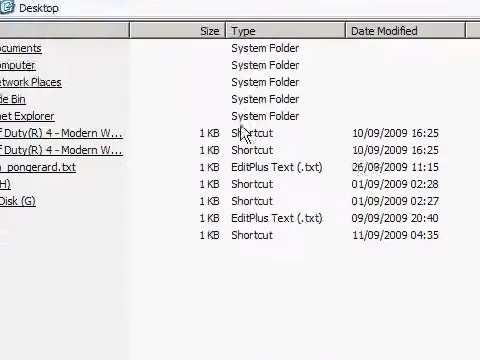 Desktop
Size Type Date Modified
ocuments System Folder
omputer System Folder
etwork Places System Folder
le Bin System Folder
net Explorer System Folder
f Duty(R) 4 - Modern W... 1 KB Shortcut 10/09/2009 16:25
f Duty(R) 4 - Modern W... 1 KB Shortcut 10/09/2009 16:25
_pongerard.txt 1 KB EditPlus Text (.txt) 26/08/2009 11:15
H) 1 KB Shortcut 01/09/2009 02:28
Disk (G) 1 KB Shortcut 01/09/2009 02:27
1 KB EditPlus Text (.txt) 09/09/2009 20:40
1 KB Shortcut 11/09/2009 04:35